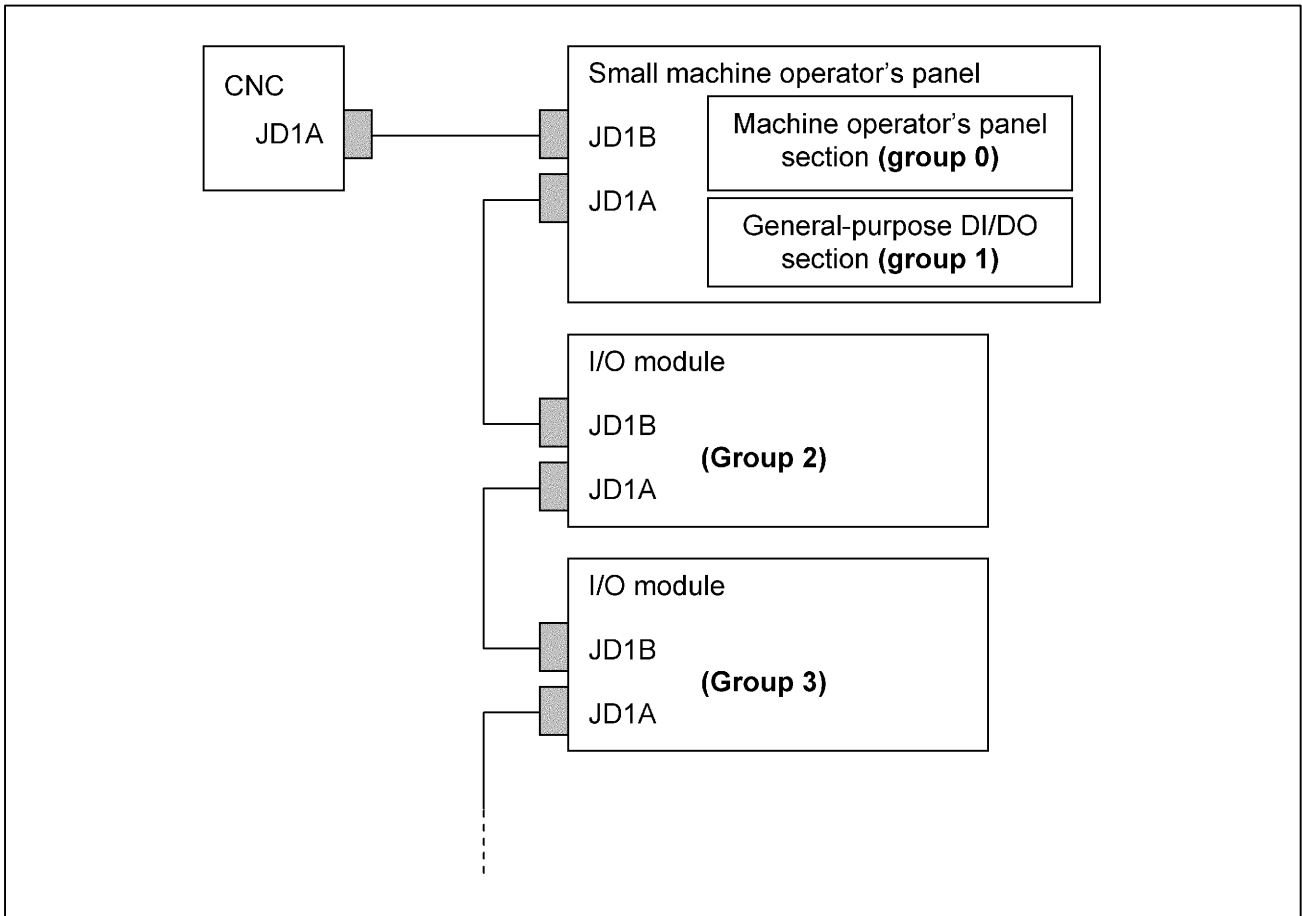 CNC
JD1A
Small machine operator's panel
JD1B
JD1A
Machine operator's panel
section (group 0)
General-purpose DI/DO
section (group 1)
I/O module
JD1B
(Group 2)
JD1A
I/O module
JD1B
(Group 3)
JD1A